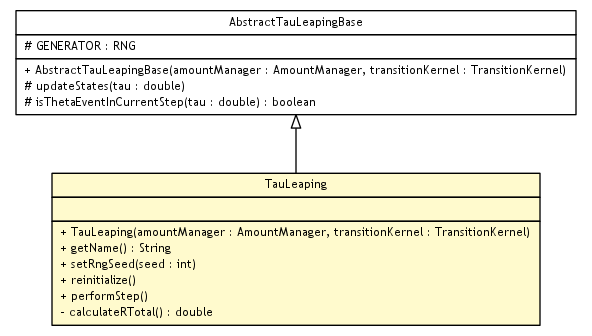 AbstractTauLeapingBase
# GENERATOR : RNG
+ AbstractTauLeapingBase(amountManager : AmountManager, transitionKernel : TransitionKernel)
# updateStates(tau : double)
# isThetaEventInCurrentStep(tau : double) : boolean
TauLeaping
+ TauLeaping(amountManager : AmountManager, transitionKernel : TransitionKernel)
+ getName() : String
+ setRngSeed(seed : int)
+ reinitialize()
+ performStep()
- calculateRTotal() : double